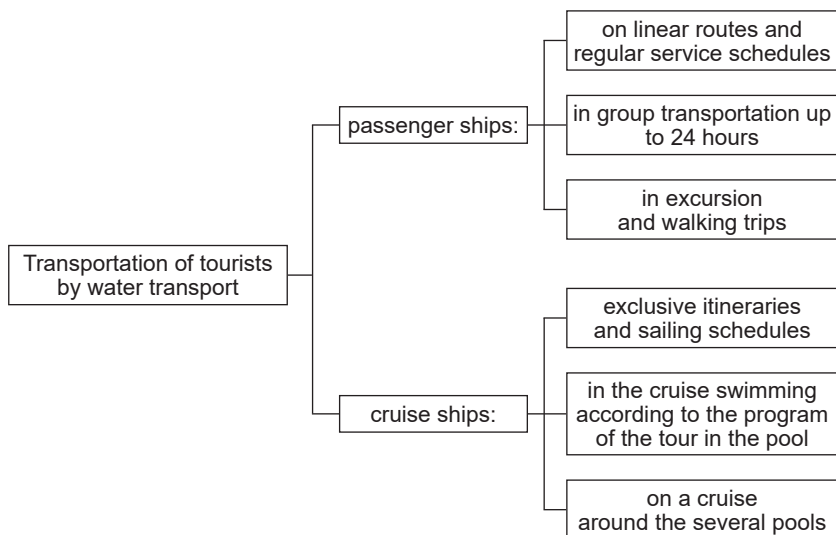 Transportation of tourists
by water transport
passenger ships:
on linear routes and
regular service schedules
in group transportation up
to 24 hours
in excursion
and walking trips
cruise ships:
exclusive itineraries
and sailing schedules
in the cruise swimming
according to the program
of the tour in the pool
on a cruise
around the several pools